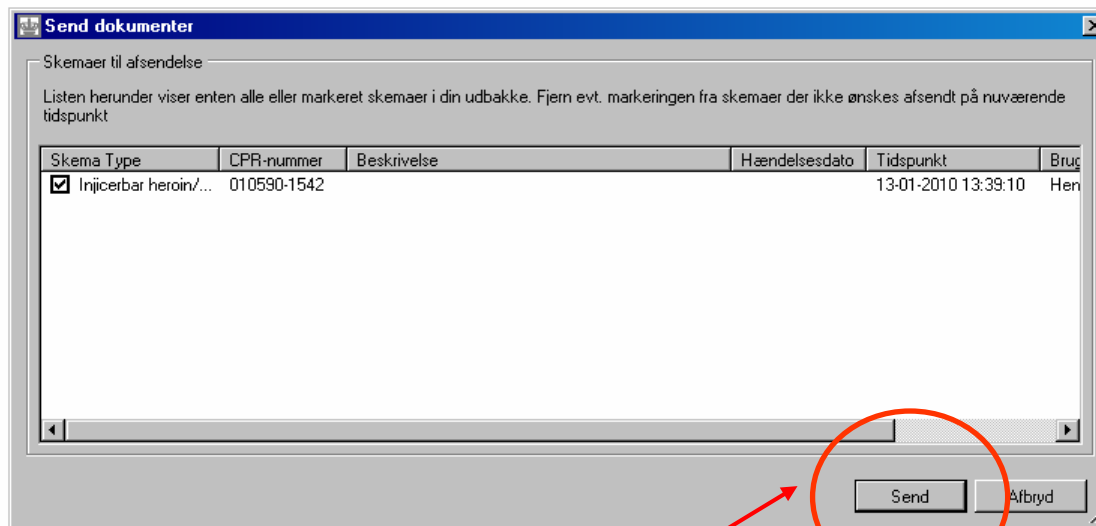 Send dokumenter
Skemaer til afsendelse
Listen herunder viser enten alle eller markeret skemaer i din udbakke. Fjern evt. markeringen fra skemaer der ikke ønskes afsendt på nuværende
tidspunkt
Skema Type CPR-nummer Beskrivelse Hændelsesdato Tidspunkt Brug
Injicerbar heroin/... 010590-1542 13-01-2010 13:39:10 Hen
Send Afbryd